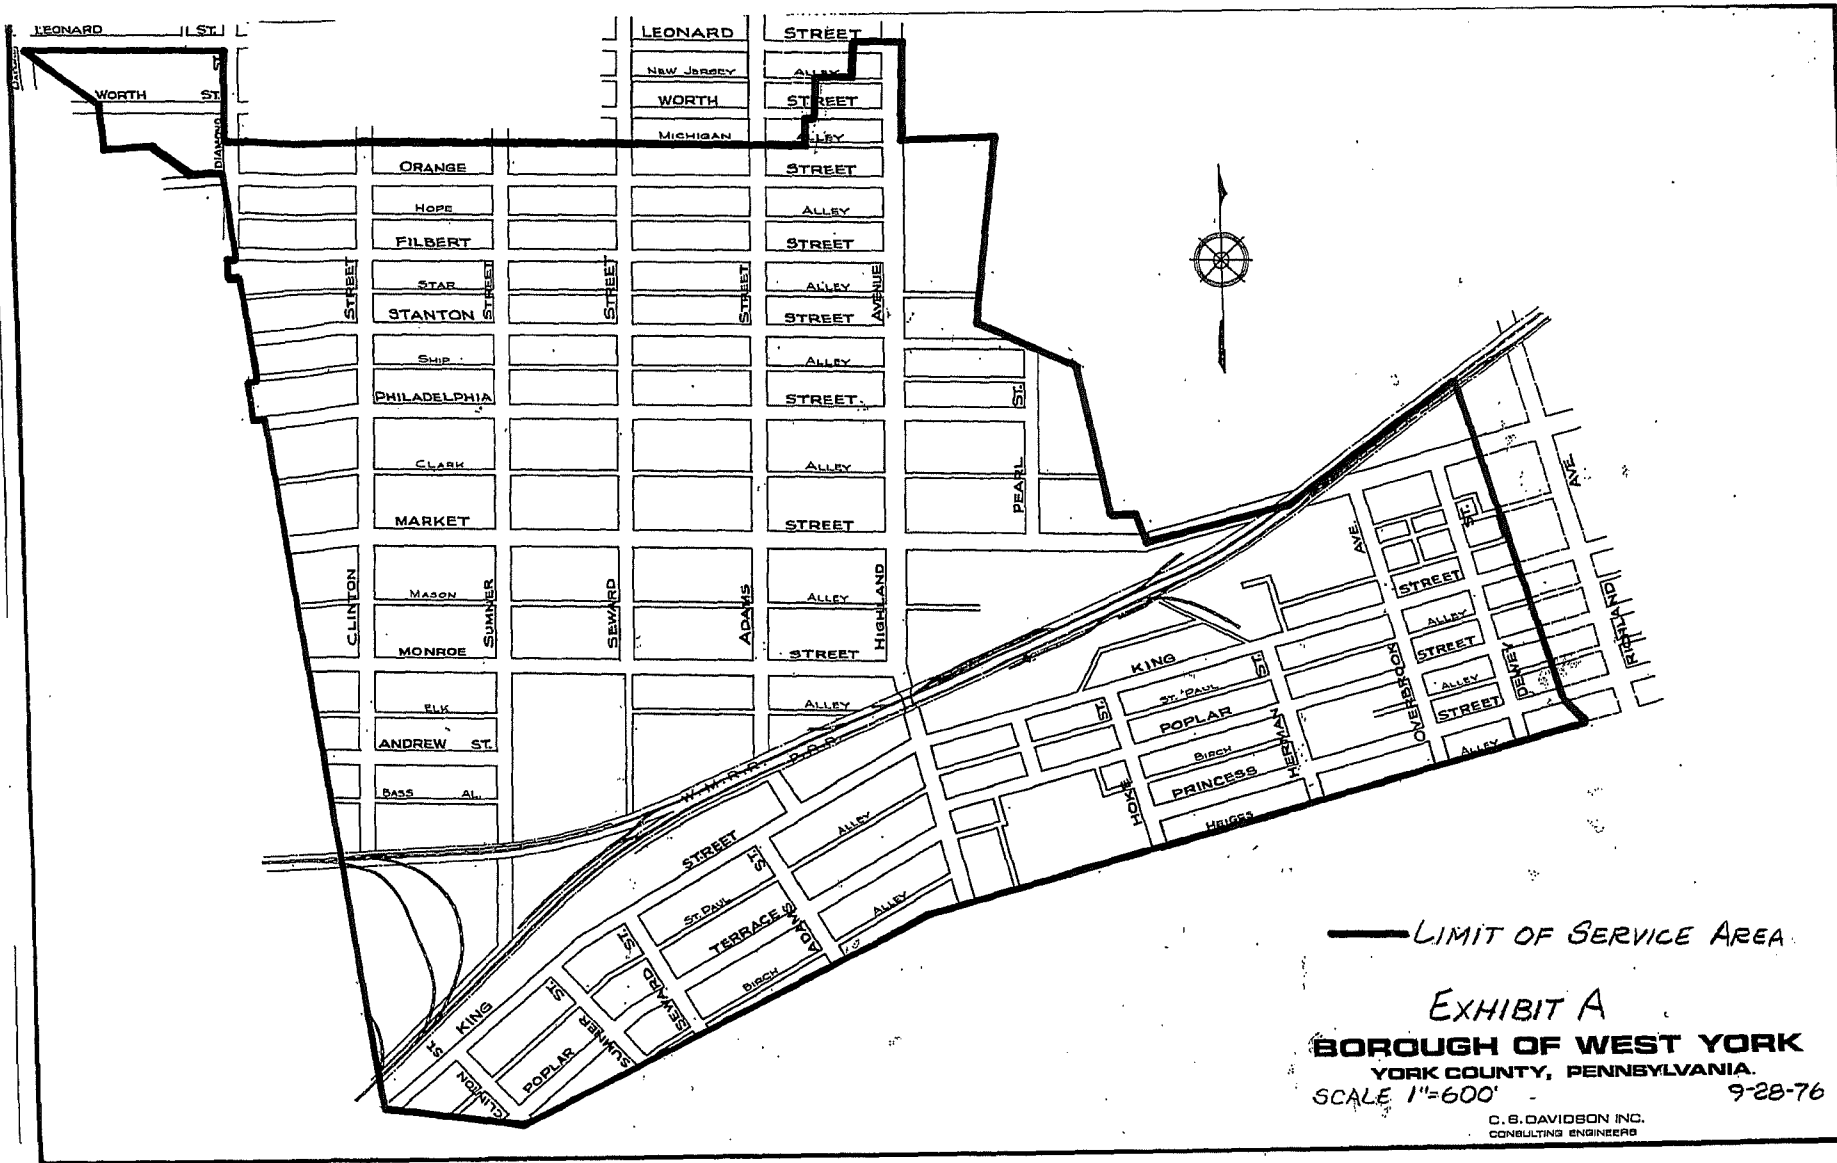 LEONARD ST.
LEONARD STREET
NEW JERSEY ALLEY
WORTH ST.
WORTH STREET
DIAMOND ST.
MICHIGAN ALLEY
ORANGE STREET
HOPE ALLEY
FILBERT STREET
STAR ALLEY
STANTON STREET
SHIP ALLEY
PHILADELPHIA STREET
CLARK ALLEY
MARKET STREET
MASON ALLEY
MONROE STREET
ELK ALLEY
ANDREW ST.
BASS AL.
CLINTON STREET
SUMNER STREET
SEWARD STREET
ADAMS STREET
HIGHLAND AVENUE
PEARL ST.
W.M.R.R. P.R.R.
KING STREET
ST. PAUL ALLEY
POPLAR STREET
BIRCH ALLEY
PRINCESS STREET
HEIGES ALLEY
HOKE ST.
HERMAN ST.
OVERBROOK AVE.
DEWEY ST.
RICHLAND AVE.
KING STREET
ST. PAUL ALLEY
TERRACE
BIRCH ALLEY
POPLAR
CLINTON ST.
SUMNER ST.
SEWARD ST.
ADAMS ST.
LIMIT OF SERVICE AREA
EXHIBIT A
BOROUGH OF WEST YORK
YORK COUNTY, PENNSYLVANIA.
SCALE 1"=600' 9-28-76
C.S. DAVIDSON INC.
CONSULTING ENGINEERS